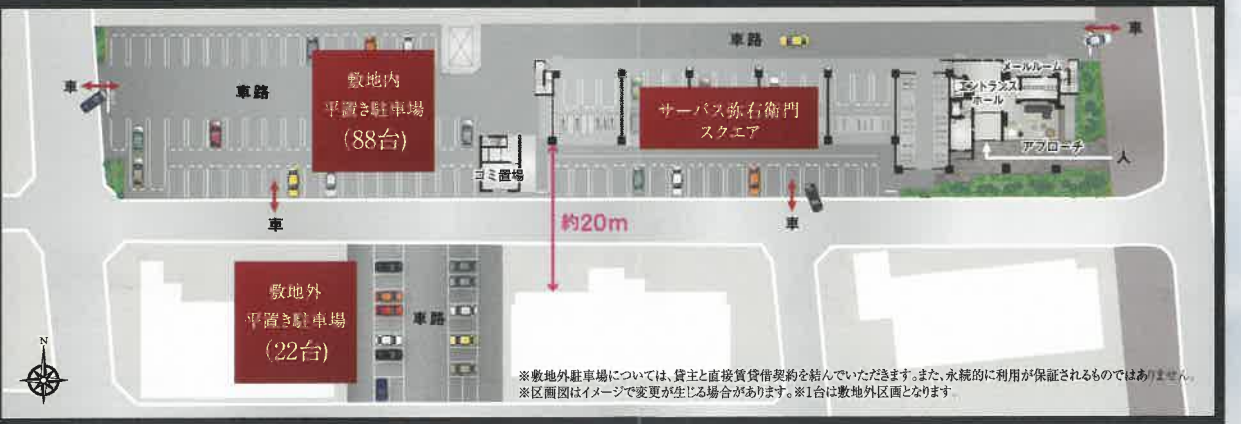 車路
車
車
車路
敷地内
平置き駐車場
(88台)
サーパス弥右衛門
スクエア
メールルーム
エントランス
ホール
アプローチ
人
ゴミ置場
車
約20m
車
敷地外
平置き駐車場
(22台)
車路
N
※敷地外駐車場については、貸主と直接賃貸借契約を結んでいただきます。また、永続的に利用が保証されるものではありません。
※区画図はイメージで変更が生じる場合があります。※1台は敷地外区画となります。